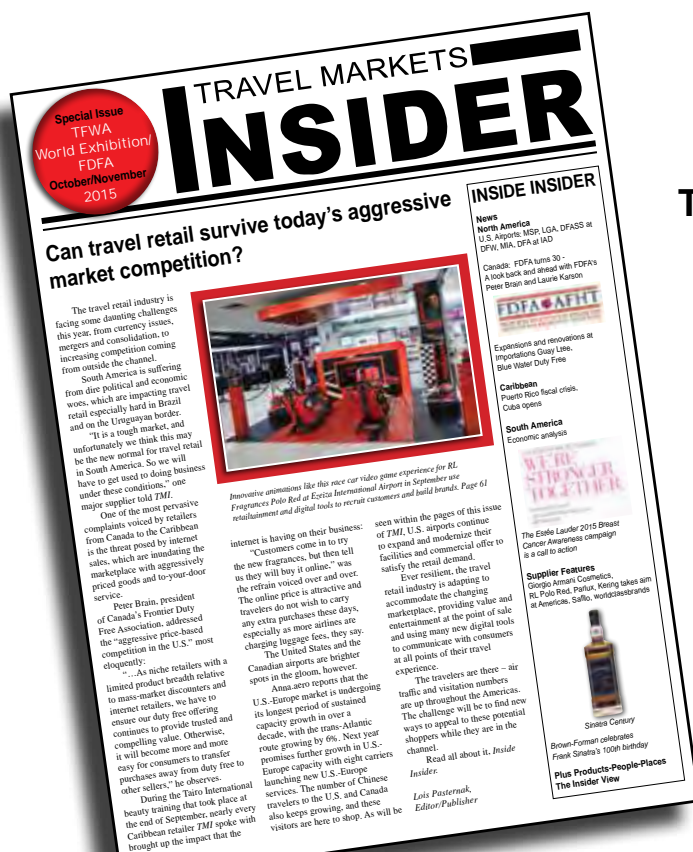 Special Issue
TFWA
World Exhibition/
FDFA
October/November
2015
TRAVEL MARKETS
INSIDER
Can travel retail survive today's aggressive
market competition?
The travel retail industry is
facing some daunting challenges
this year, from currency issues,
mergers and consolidation, to
increasing competition coming
from outside the channel.
South America is suffering
from dire political and economic
woes, which are impacting travel
retail especially hard in Brazil
and on the Uruguayan border.
"It is a tough market, and
unfortunately we think this may
be the new normal for travel retail
in South America. So we will
have to get used to doing business
under these conditions," one
major supplier told TMI.
One of the most pervasive
complaints voiced by retailers
from Canada to the Caribbean
is the threat posed by internet
sales, which are inundating the
marketplace with aggressively
priced goods and to-your-door
service.
Peter Brain, president
of Canada's Frontier Duty
Free Association, addressed
the "aggressive price-based
competition in the U.S." most
eloquently:
"…As niche retailers with a
limited product breadth relative
to mass-market discounters and
internet retailers, we have to
ensure our duty free offering
continues to provide trusted and
compelling value. Otherwise,
it will become more and more
easy for consumers to transfer
purchases away from duty free to
other sellers," he observes.
During the Tairo International
beauty training that took place at
the end of September, nearly every
Caribbean retailer TMI spoke with
brought up the impact that the
Innovative animations like this race car video game experience for RL
Fragrances Polo Red at Ezeiza International Airport in September use
retailtainment and digital tools to recruit customers and build brands. Page 61
internet is having on their business:
"Customers come in to try
the new fragrances, but then tell
us they will buy it online," was
the refrain voiced over and over.
The online price is attractive and
travelers do not wish to carry
any extra purchases these days,
especially as more airlines are
charging luggage fees, they say.
The United States and the
Canadian airports are brighter
spots in the gloom, however.
Anna.aero reports that the
U.S.-Europe market is undergoing
its longest period of sustained
capacity growth in over a
decade, with the trans-Atlantic
route growing by 6%. Next year
promises further growth in U.S.-
Europe capacity with eight carriers
launching new U.S.-Europe
services. The number of Chinese
travelers to the U.S. and Canada
also keeps growing, and these
visitors are here to shop. As will be
seen within the pages of this issue
of TMI, U.S. airports continue
to expand and modernize their
facilities and commercial offer to
satisfy the retail demand.
Ever resilient, the travel
retail industry is adapting to
accommodate the changing
marketplace, providing value and
entertainment at the point of sale
and using many new digital tools
to communicate with consumers
at all points of their travel
experience.
The travelers are there – air
traffic and visitation numbers
are up throughout the Americas.
The challenge will be to find new
ways to appeal to these potential
shoppers while they are in the
channel.
Read all about it, Inside
Insider.
Lois Pasternak,
Editor/Publisher
INSIDE INSIDER
News
North America
U.S. Airports: MSP, LGA, DFASS at
DFW, MIA, DFA at IAD
Canada: FDFA turns 30 -
A look back and ahead with FDFA's
Peter Brain and Laurie Karson
FDFA AFHT
Expansions and renovations at
Importations Guay Ltee,
Blue Water Duty Free
Caribbean
Puerto Rico fiscal crisis,
Cuba opens
South America
Economic analysis
WE'RE
STRONGER
TOGETHER.
The Estée Lauder 2015 Breast
Cancer Awareness campaign
is a call to action
Supplier Features
Giorgio Armani Cosmetics,
RL Polo Red, Parlux, Kering takes aim
at Americas, Safilo, worldclassbrands
Sinatra Century
Brown-Forman celebrates
Frank Sinatra's 100th birthday
Plus Products-People-Places
The Insider View
T